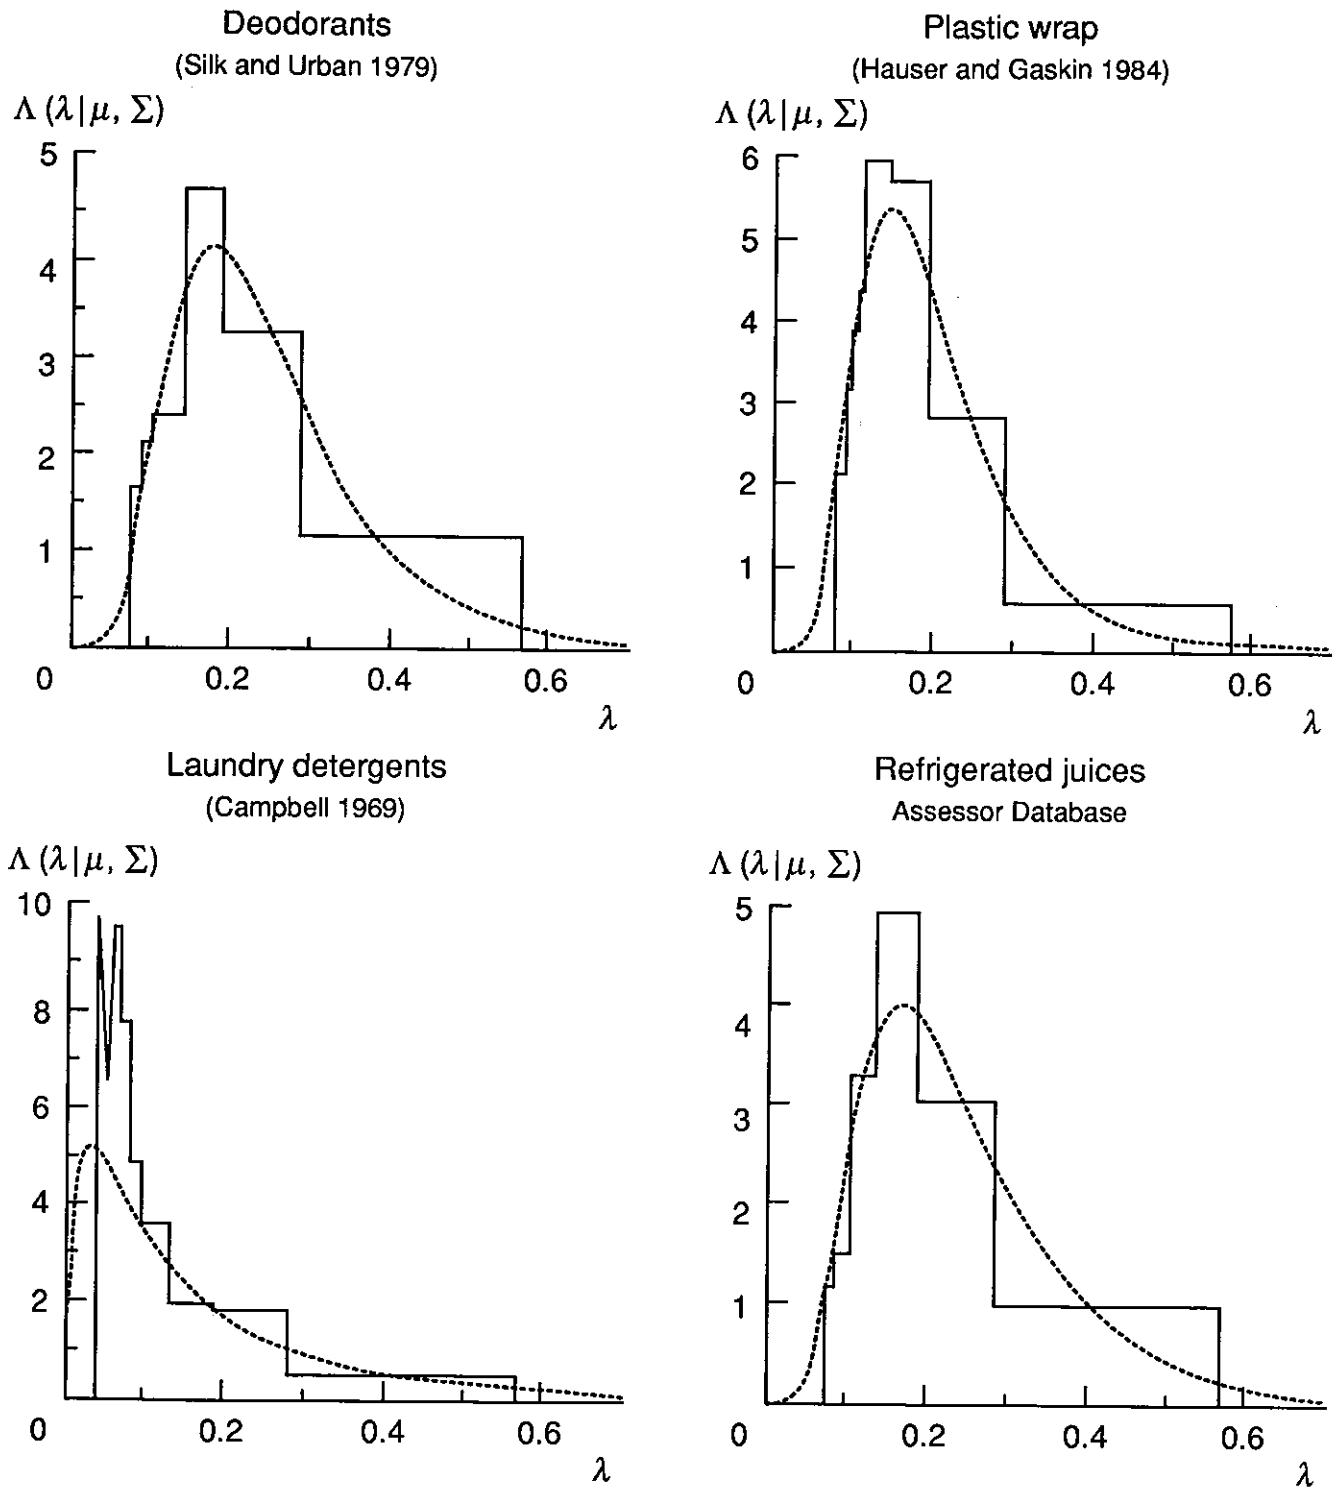 Deodorants
(Silk and Urban 1979)
Λ (λ|μ, Σ)
5
4
3
2
1
0
0.2
0.4
0.6
λ
Plastic wrap
(Hauser and Gaskin 1984)
Λ (λ|μ, Σ)
6
5
4
3
2
1
0
0.2
0.4
0.6
λ
Laundry detergents
(Campbell 1969)
Λ (λ|μ, Σ)
10
8
6
4
2
0
0.2
0.4
0.6
λ
Refrigerated juices
Assessor Database
Λ (λ|μ, Σ)
5
4
3
2
1
0
0.2
0.4
0.6
λ